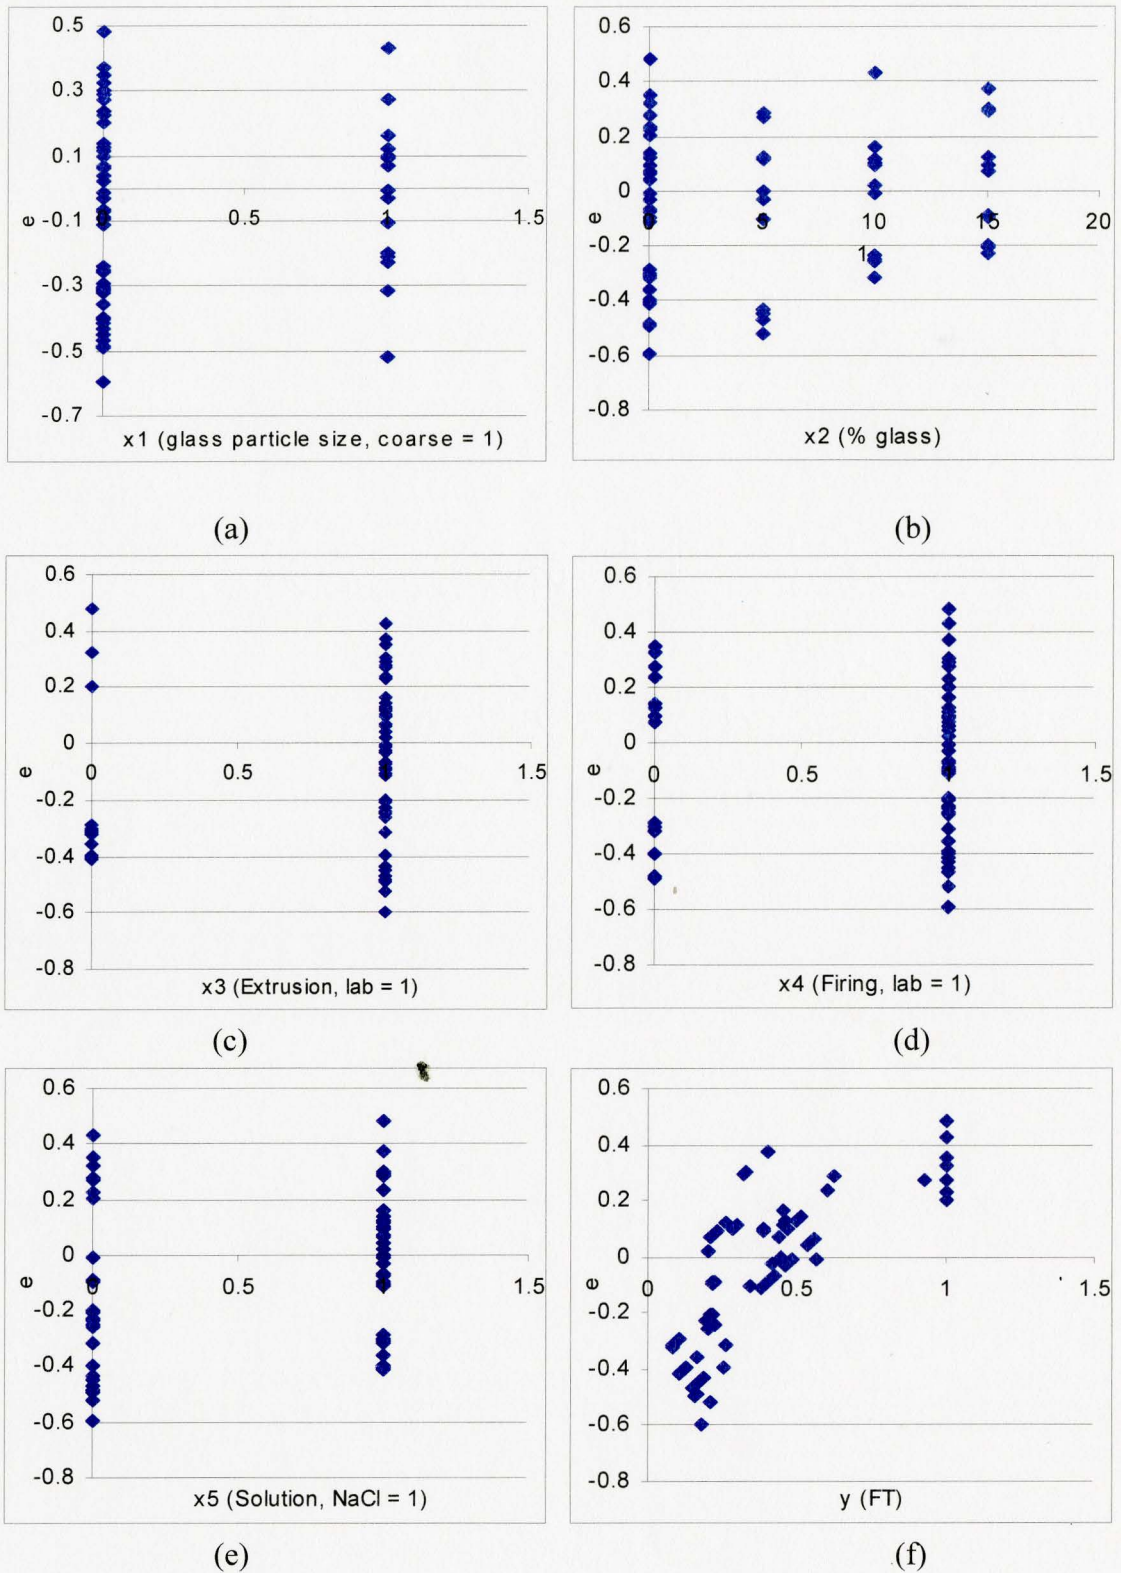 0.5
0.3
0.1
e -0.1 0 0.5 1 1.5
-0.3
-0.5
-0.7
x1 (glass particle size, coarse = 1)
(a)
0.6
0.4
0.2
0
e 0 5 10 15 20
-0.2
1
-0.4
-0.6
-0.8
x2 (% glass)
(b)
0.6
0.4
0.2
0
e 0 0.5 1 1.5
-0.2
-0.4
-0.6
-0.8
x3 (Extrusion, lab = 1)
(c)
0.6
0.4
0.2
0
e 0 0.5 1 1.5
-0.2
-0.4
-0.6
-0.8
x4 (Firing, lab = 1)
(d)
0.6
0.4
0.2
0
e 0 0.5 1 1.5
-0.2
-0.4
-0.6
-0.8
x5 (Solution, NaCl = 1)
(e)
0.6
0.4
0.2
0
e 0 0.5 1 1.5
-0.2
-0.4
-0.6
-0.8
y (FT)
(f)